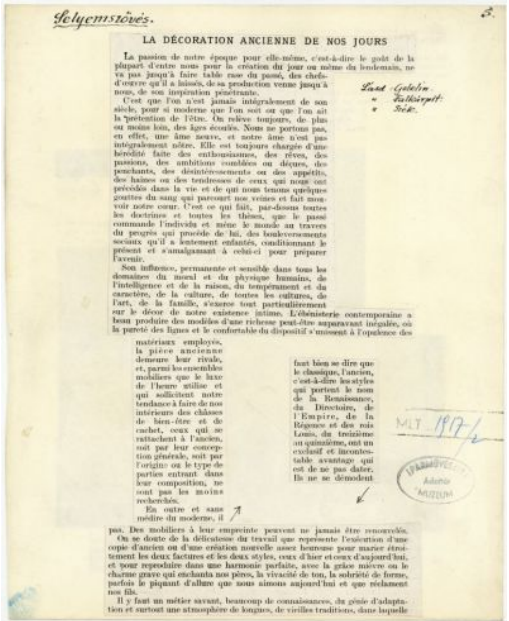 Selyemszövés.
5.
LA DÉCORATION ANCIENNE DE NOS JOURS
La passion de notre époque pour elle-même, c'est-à-dire le goût de la
plupart d'entre nous pour la création du jour ou même du lendemain, ne
va pas jusqu'à faire table rase du passé, des chefs-
d'œuvre qu'il a laissés, de sa production venue jusqu'à
nous, de son inspiration pénétrante.
Lásd Gobelin.
" Falikárpit.
" Szék.
C'est que l'on n'est jamais intégralement de son
siècle, pour si moderne que l'on soit ou que l'on ait
la prétention de l'être. On relève toujours, de plus
ou moins loin, des âges écoulés. Nous ne portons pas,
en effet, une âme neuve, et notre âme n'est pas
intégralement nôtre. Elle est toujours chargée d'une
hérédité faite des enthousiasmes, des rêves, des
passions, des ambitions comblées ou déçues, des
penchants, des désintéressements ou des appétits,
des haines ou des tendresses de ceux qui nous ont
précédés dans la vie et de qui nous tenons quelques
gouttes du sang qui parcourt nos veines et fait mou-
voir notre cœur. C'est ce qui fait, par-dessus toutes
les doctrines et toutes les thèses, que le passé
commande l'individu et mène le monde au travers
du progrès qui procède de lui, des bouleversements
sociaux qu'il a lentement enfantés, conditionnant le
présent et s'amalgamant à celui-ci pour préparer
l'avenir.
Son influence, permanente et sensible dans tous les
domaines du moral et du physique humains, de
l'intelligence et de la raison, du tempérament et du
caractère, de la culture, de toutes les cultures, de
l'art, de la famille, s'exerce tout particulièrement
sur le décor de notre existence intime. L'ébénisterie contemporaine a
beau produire des modèles d'une richesse peut-être auparavant inégalée, où
la pureté des lignes et le confortable du dispositif s'unissent à l'opulence des
matériaux employés,
la pièce ancienne
demeure leur rivale,
et, parmi les ensembles
mobiliers que le luxe
de l'heure utilise et
qui sollicitent notre
tendance à faire de nos
intérieurs des châsses
de bien-être et de
cachet, ceux qui se
rattachent à l'ancien,
soit par leur concep-
tion générale, soit par
l'origine ou le type de
parties entrant dans
leur composition, ne
sont pas les moins
recherchés.
En outre et sans
médire du moderne, il
faut bien se dire que
le classique, l'ancien,
c'est-à-dire les styles
qui portent le nom
de la Renaissance,
du Directoire, de
l'Empire, de la
Régence et des rois
Louis, du treizième
au quinzième, ont un
exclusif et incontes-
table avantage qui
est de ne pas dater.
Ils ne se démodent
MLT 1917/2
IPARMŰVÉSZETI
Adattár
MÚZEUM
pas. Des mobiliers à leur empreinte peuvent ne jamais être renouvelés.
On se doute de la délicatesse du travail que représente l'exécution d'une
copie d'ancien ou d'une création nouvelle assez heureuse pour marier étroi-
tement les deux factures et les deux styles, ceux d'hier et ceux d'aujourd'hui,
et pour reproduire dans une harmonie parfaite, avec la grâce mièvre ou le
charme grave qui enchanta nos pères, la vivacité de ton, la sobriété de forme,
parfois le piquant d'allure que nous aimons aujourd'hui et que réclament
nos fils.
Il y faut un métier savant, beaucoup de connaissances, du génie d'adapta-
tion et surtout une atmosphère de longues, de vieilles traditions, dans laquelle